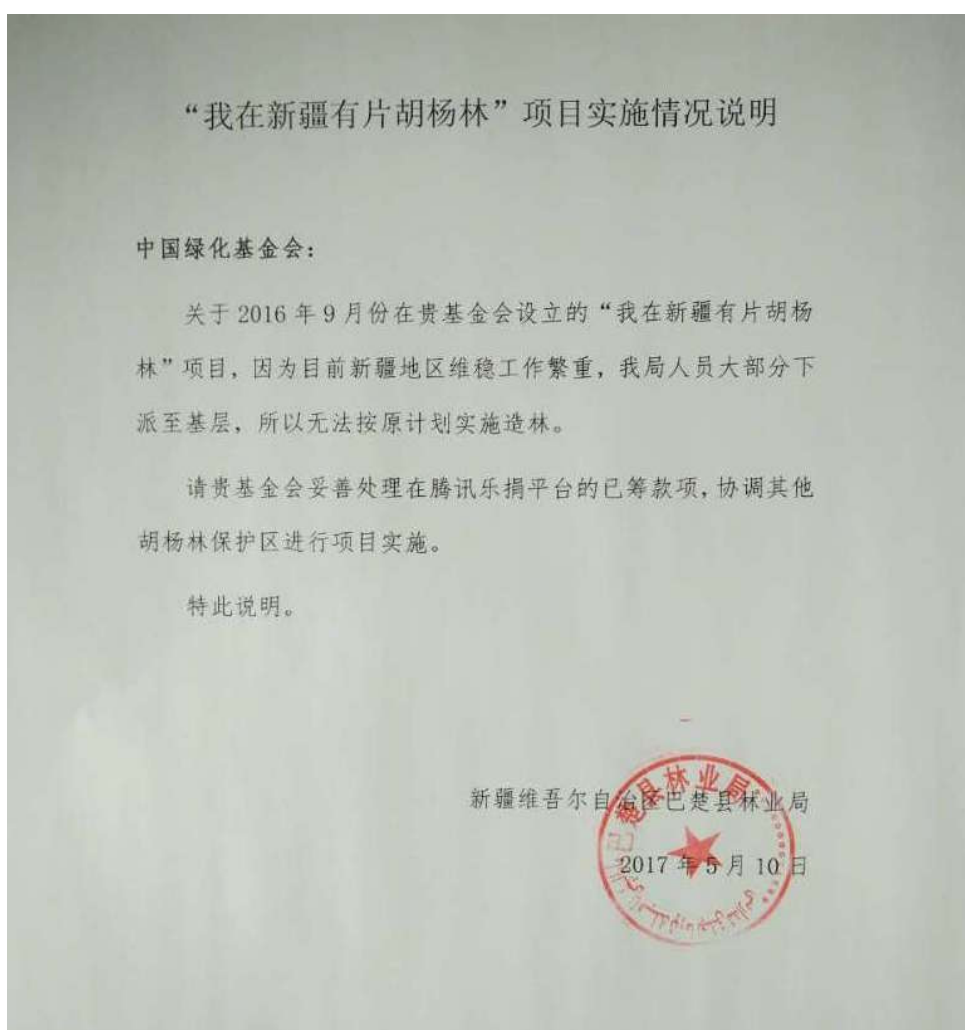 “我在新疆有片胡杨林”项目实施情况说明
中国绿化基金会:
关于 2016 年 9 月份在贵基金会设立的“我在新疆有片胡杨
林”项目, 因为目前新疆地区维稳工作繁重, 我局人员大部分下
派至基层, 所以无法按原计划实施造林。
请贵基金会妥善处理在腾讯乐捐平台的已筹款项, 协调其他
胡杨林保护区进行项目实施。
特此说明。
新疆维吾尔自治区巴楚县林业局
2017 年 5 月 10 日
巴楚县林业局